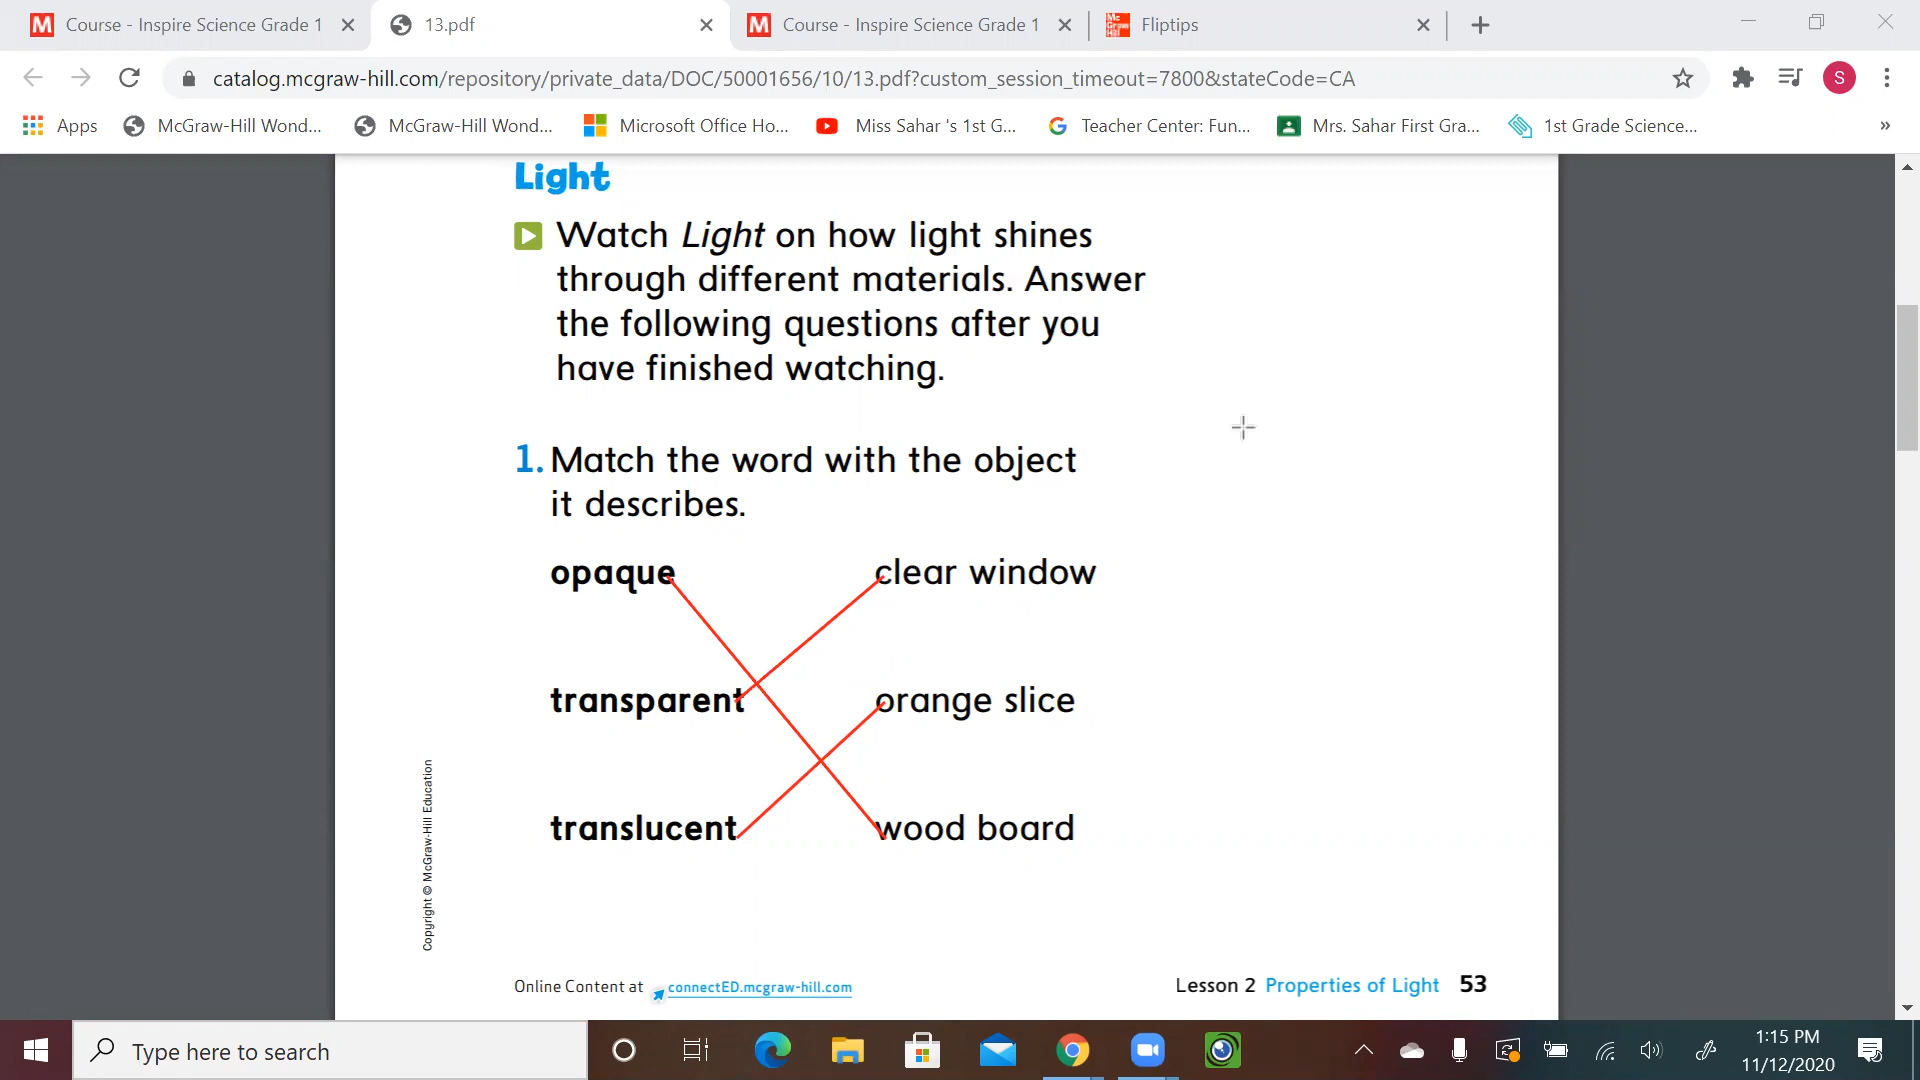 Course - Inspire Science Grade 1
13.pdf
Course - Inspire Science Grade 1
Fliptips
catalog.mcgraw-hill.com/repository/private_data/DOC/50001656/10/13.pdf?custom_session_timeout=7800&stateCode=CA
S
Apps
McGraw-Hill Wond...
McGraw-Hill Wond...
Microsoft Office Ho...
Miss Sahar 's 1st G...
Teacher Center: Fun...
Mrs. Sahar First Gra...
1st Grade Science...
Light
Watch Light on how light shines
through different materials. Answer
the following questions after you
have finished watching.
1. Match the word with the object
it describes.
opaque clear window
transparent orange slice
translucent wood board
Copyright © McGraw-Hill Education
Online Content at connectED.mcgraw-hill.com
Lesson 2 Properties of Light 53
Type here to search
1:15 PM
11/12/2020